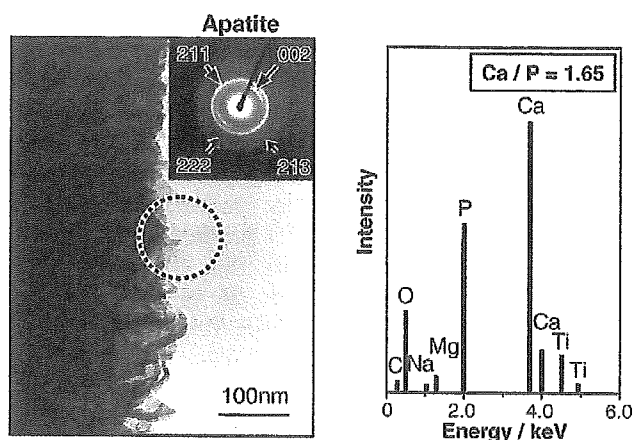 Apatite
211
002
222
213
100nm
Ca / P = 1.65
Ca
P
O
Ca
C
Na
Mg
Ti
Ti
Intensity
0
2.0
4.0
6.0
Energy / keV